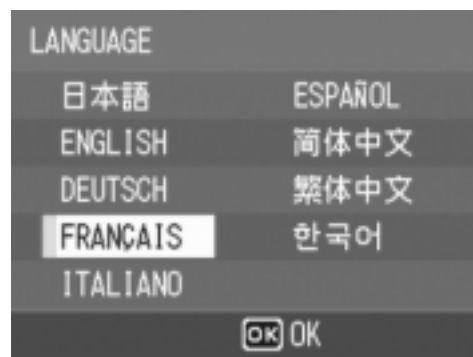 LANGUAGE
日本語
ENGLISH
DEUTSCH
FRANÇAIS
ITALIANO
ESPAÑOL
简体中文
繁体中文
한국어
OK OK